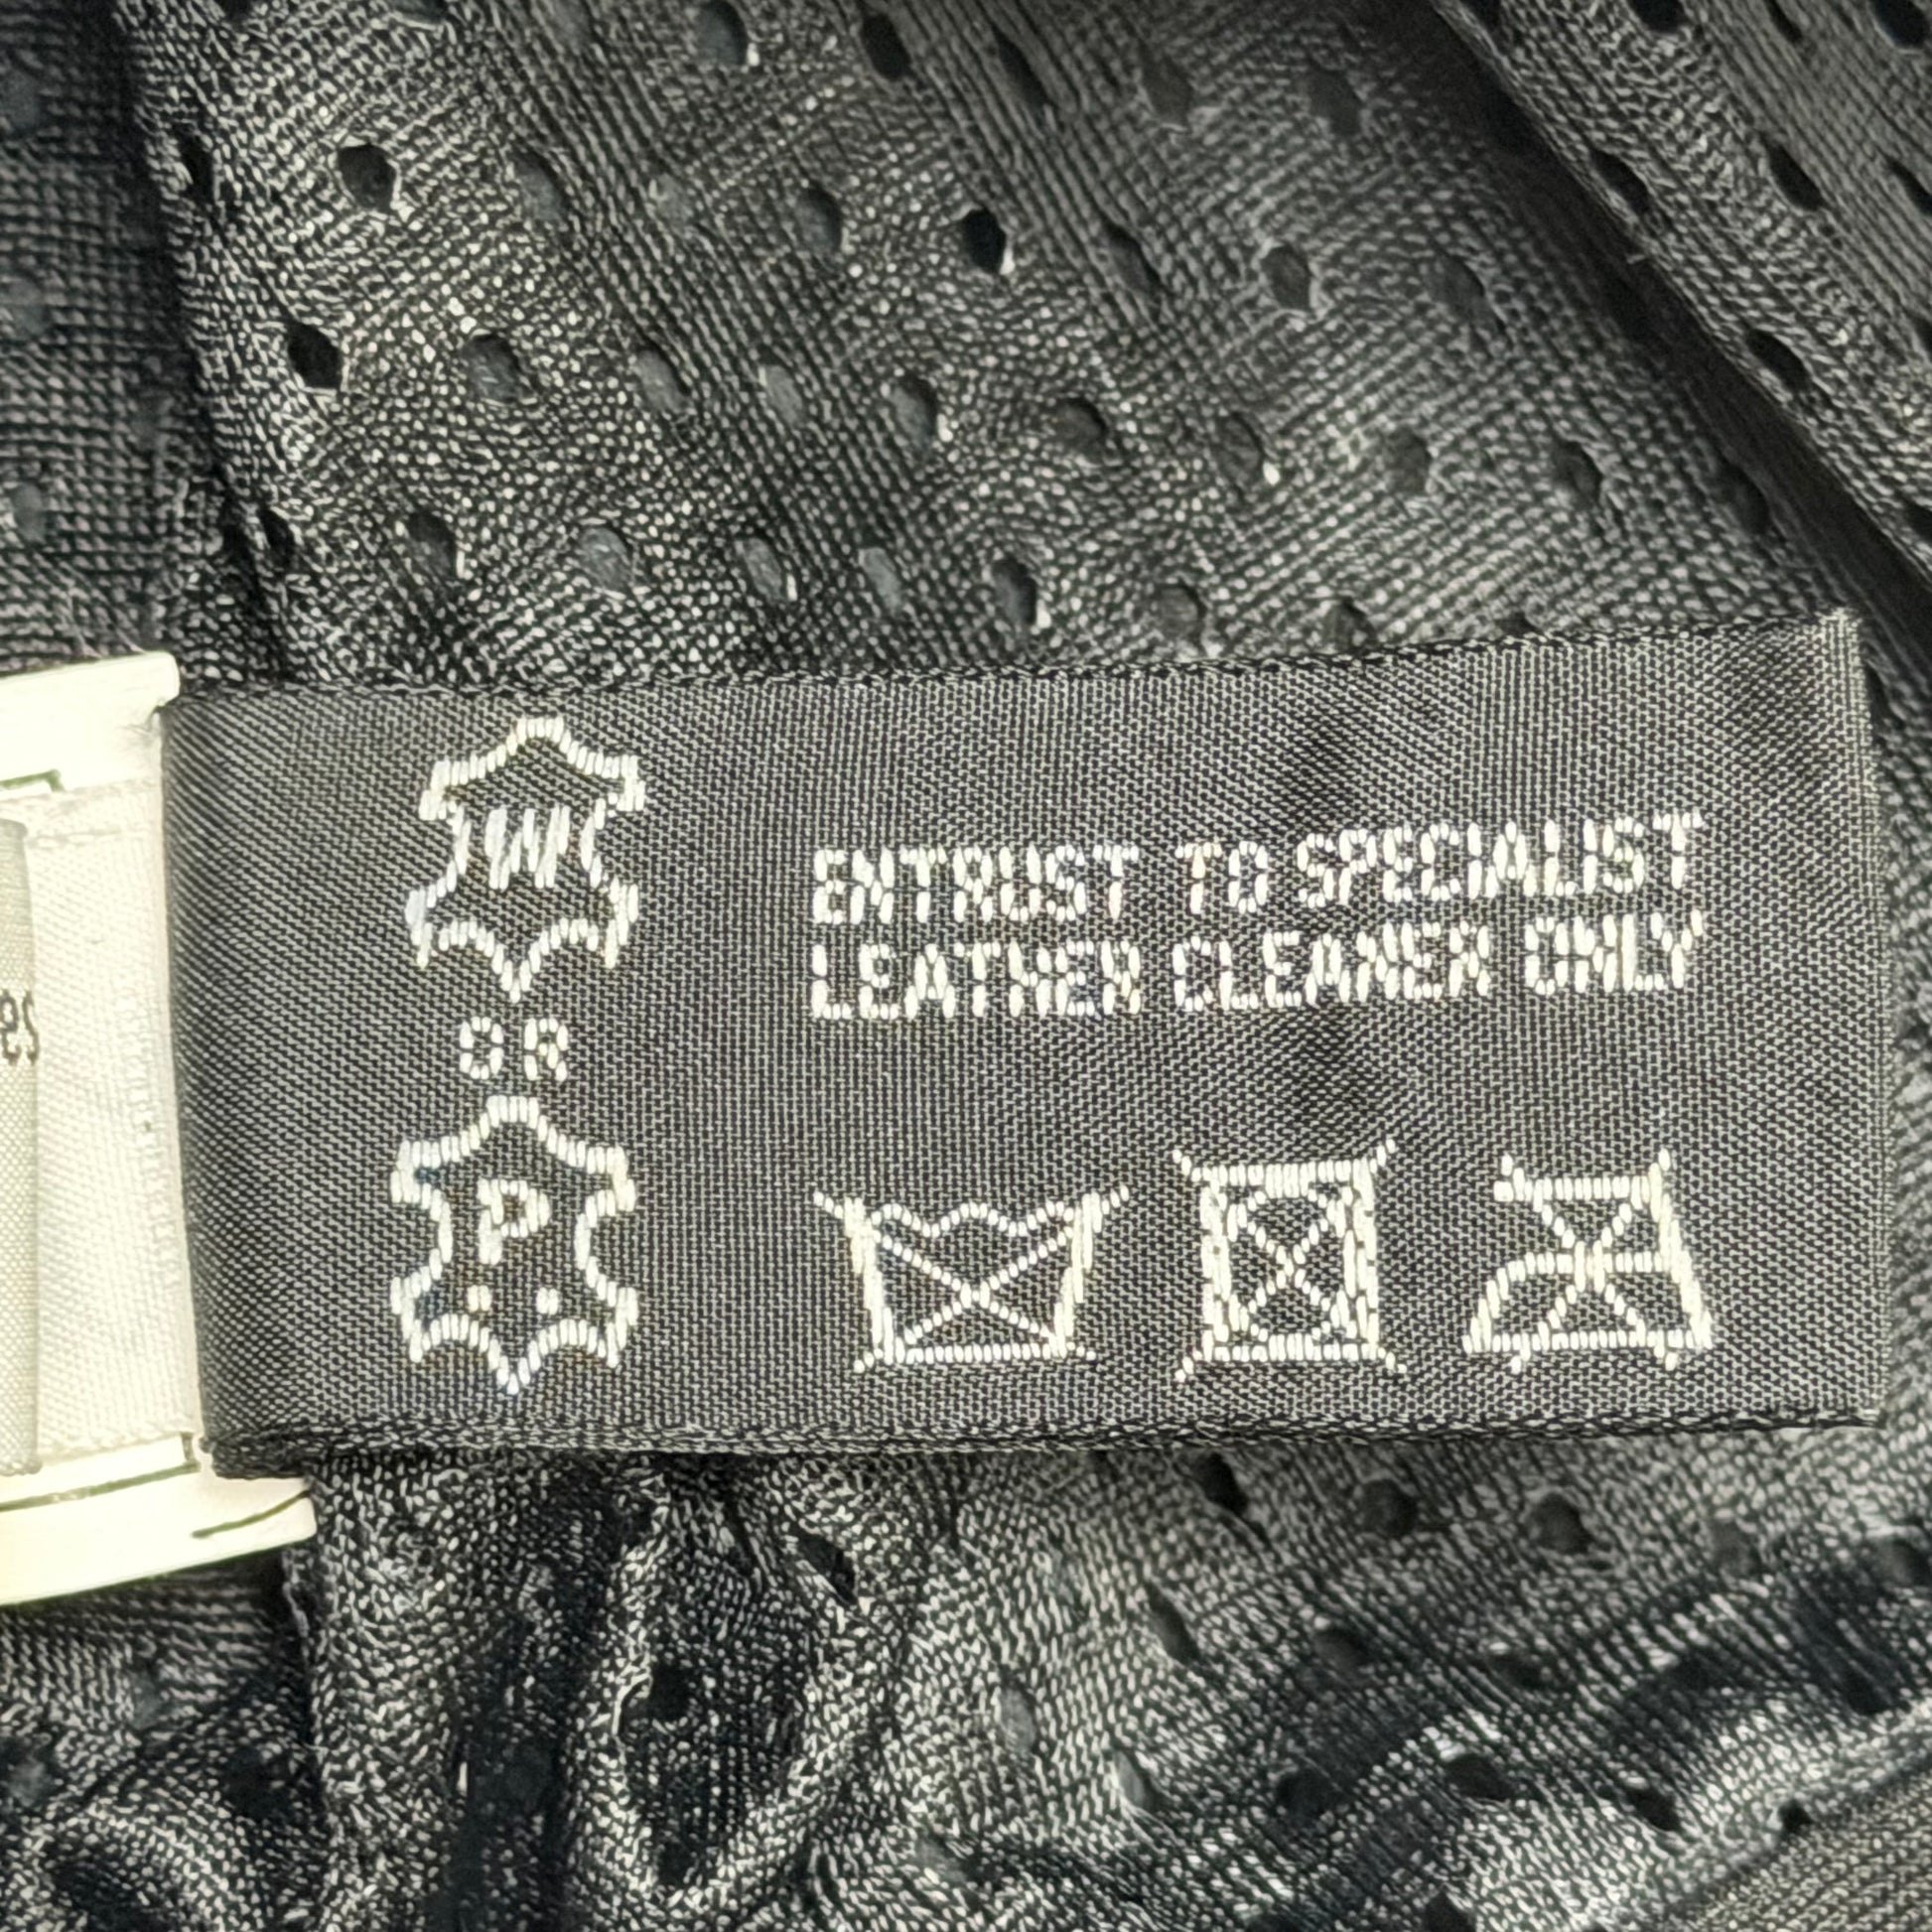 W
OR
P
ENTRUST TO SPECIALIST
LEATHER CLEANER ONLY